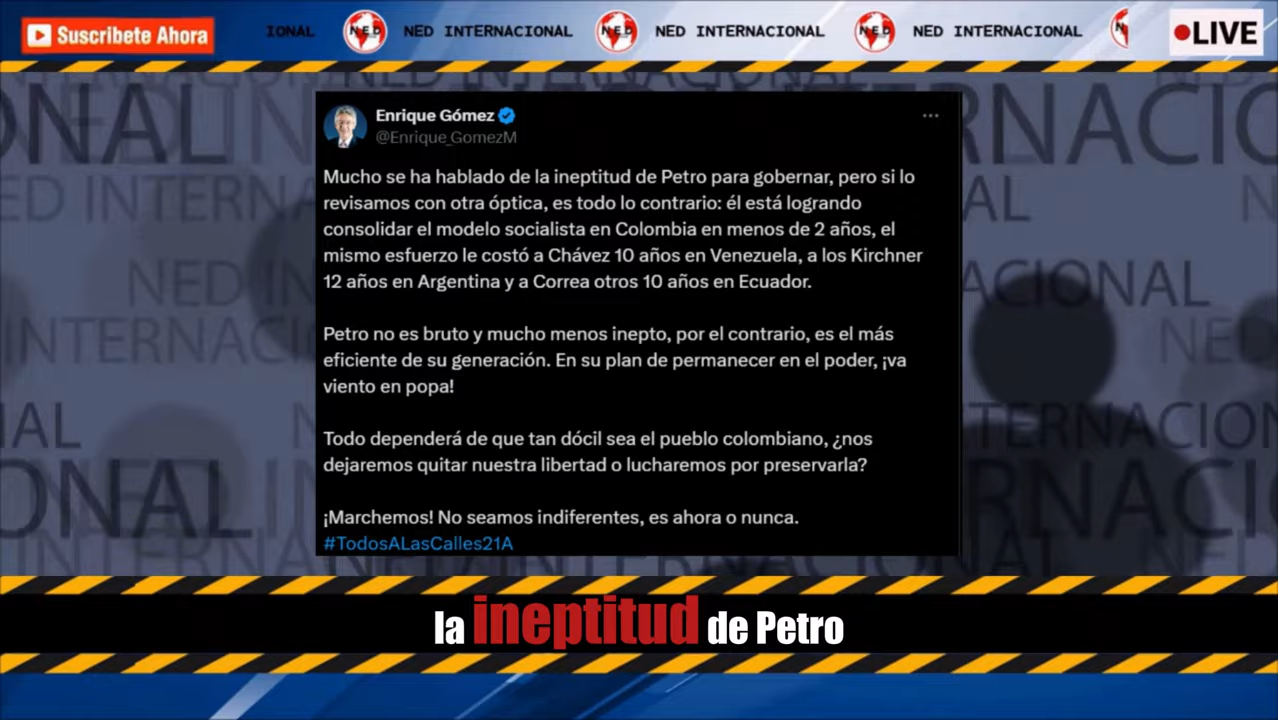 Suscribete Ahora
IONAL N.E.D NED INTERNACIONAL N.E.D NED INTERNACIONAL N.E.D NED INTERNACIONAL
LIVE
Enrique Gómez
@Enrique_GomezM
Mucho se ha hablado de la ineptitud de Petro para gobernar, pero si lo
revisamos con otra óptica, es todo lo contrario: él está logrando
consolidar el modelo socialista en Colombia en menos de 2 años, el
mismo esfuerzo le costó a Chávez 10 años en Venezuela, a los Kirchner
12 años en Argentina y a Correa otros 10 años en Ecuador.
Petro no es bruto y mucho menos inepto, por el contrario, es el más
eficiente de su generación. En su plan de permanecer en el poder, ¡va
viento en popa!
Todo dependerá de que tan dócil sea el pueblo colombiano, ¿nos
dejaremos quitar nuestra libertad o lucharemos por preservarla?
¡Marchemos! No seamos indiferentes, es ahora o nunca.
#TodosALasCalles21A
la ineptitud de Petro